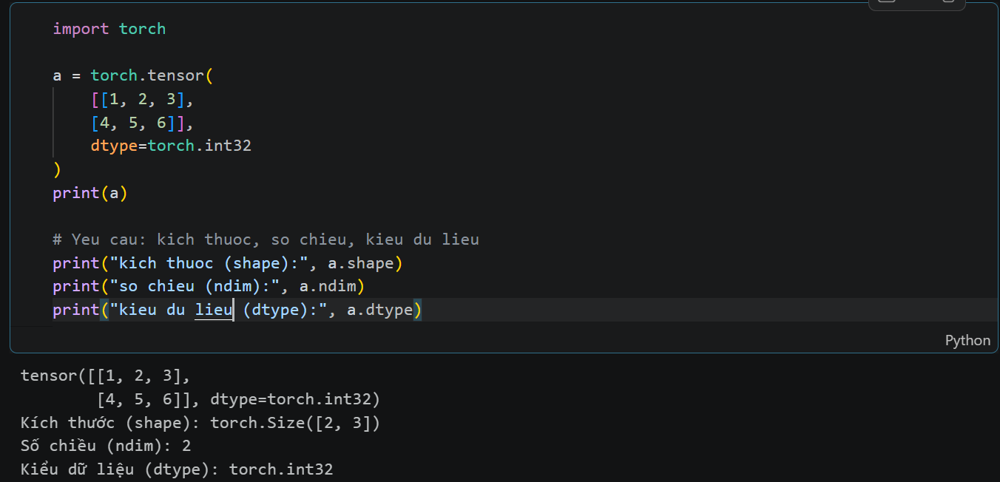 import torch
a = torch.tensor(
[[1, 2, 3],
[4, 5, 6]],
dtype=torch.int32
)
print(a)
# Yeu cau: kich thuoc, so chieu, kieu du lieu
print("kich thuoc (shape):", a.shape)
print("so chieu (ndim):", a.ndim)
print("kieu du lieu (dtype):", a.dtype)
Python
tensor([[1, 2, 3],
[4, 5, 6]], dtype=torch.int32)
Kích thước (shape): torch.Size([2, 3])
Số chiều (ndim): 2
Kiểu dữ liệu (dtype): torch.int32